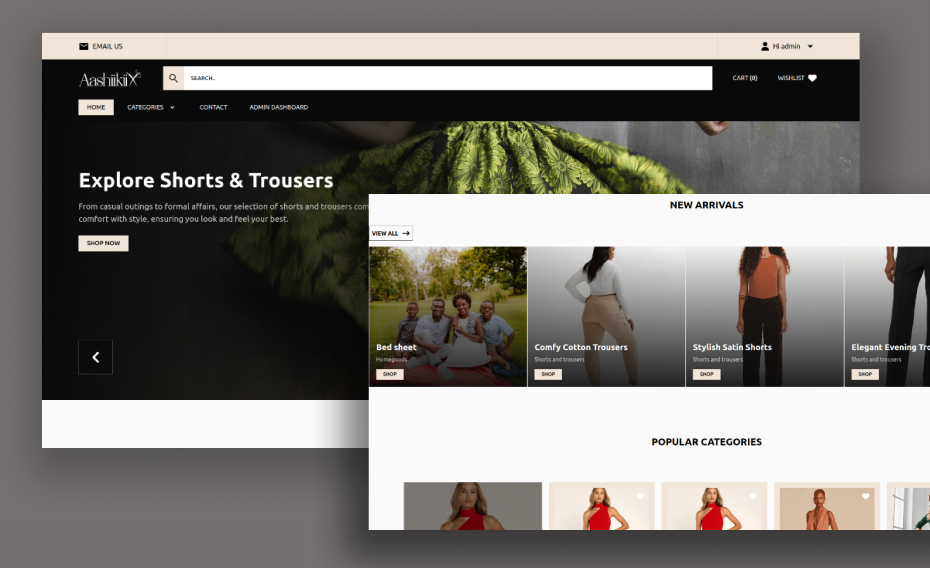 EMAIL US
Hi admin
AashiikiiX
SEARCH..
CART (0)
WISHLIST
HOME
CATEGORIES
CONTACT
ADMIN DASHBOARD
Explore Shorts & Trousers
From casual outings to formal affairs, our selection of shorts and trousers com
comfort with style, ensuring you look and feel your best.
SHOP NOW
NEW ARRIVALS
VIEW ALL
Bed sheet
Homegoods
SHOP
Comfy Cotton Trousers
Shorts and trousers
SHOP
Stylish Satin Shorts
Shorts and trousers
SHOP
Elegant Evening Tro
Shorts and trousers
SHOP
POPULAR CATEGORIES